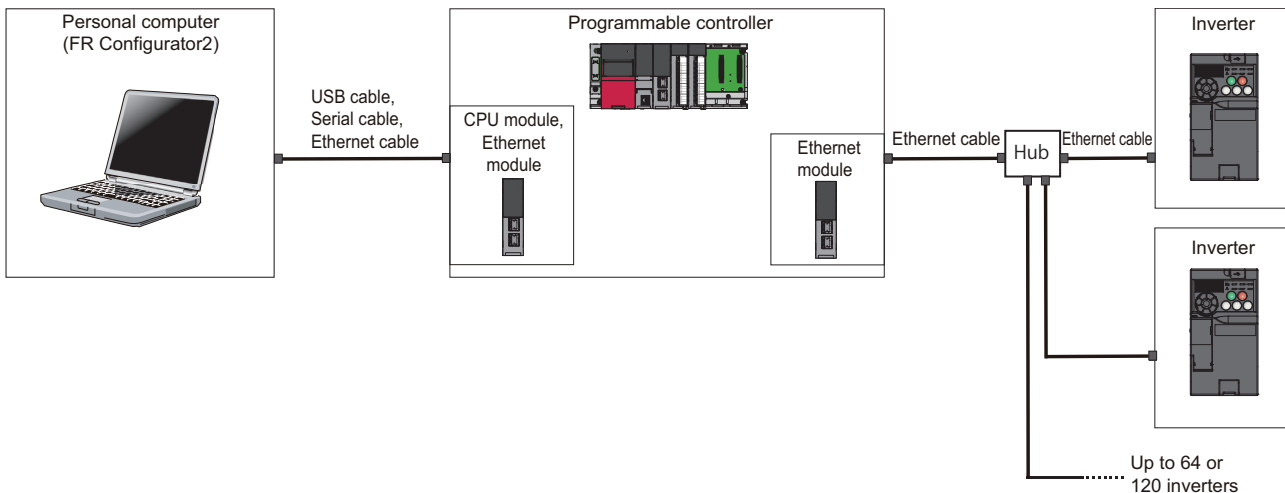 Personal computer
(FR Configurator2)
USB cable,
Serial cable,
Ethernet cable
Programmable controller
CPU module,
Ethernet
module
Ethernet
module
Ethernet cable
Hub
Ethernet cable
Inverter
Inverter
Up to 64 or
120 inverters